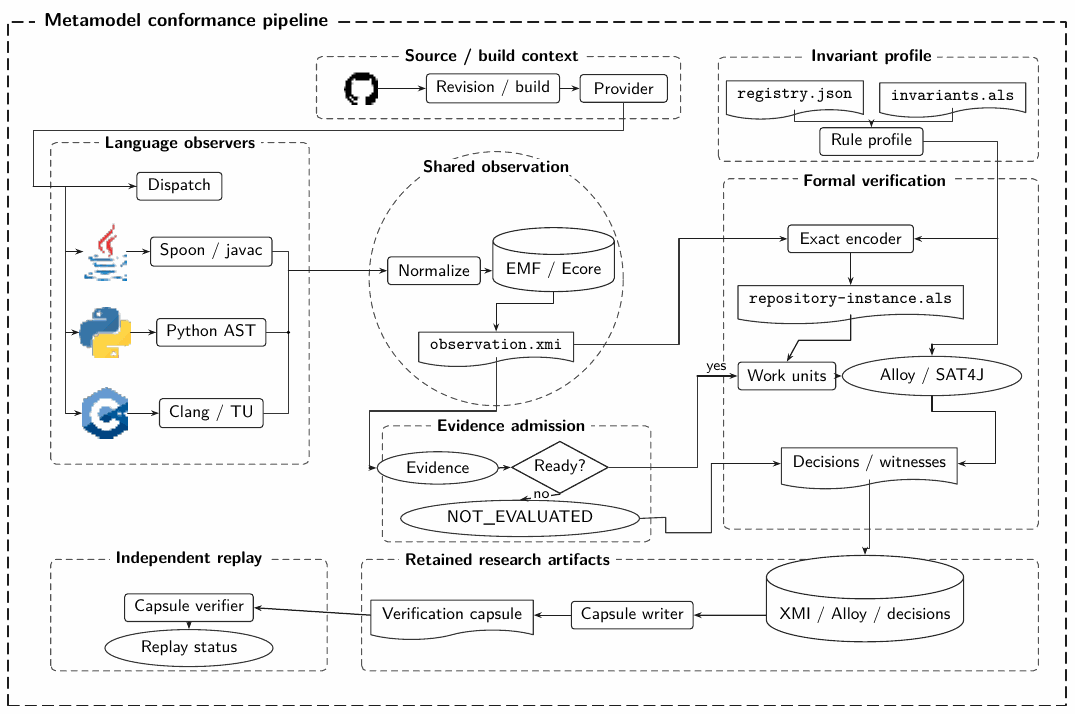 Metamodel conformance pipeline
Source / build context
Revision / build
Provider
Invariant profile
registry.json
invariants.als
Rule profile
Language observers
Dispatch
Spoon / javac
Python AST
Clang / TU
Shared observation
Normalize
EMF / Ecore
observation.xmi
Formal verification
Exact encoder
repository-instance.als
yes
Work units
Alloy / SAT4J
Decisions / witnesses
Evidence admission
Evidence
Ready?
no
NOT_EVALUATED
Independent replay
Capsule verifier
Replay status
Retained research artifacts
Verification capsule
Capsule writer
XMI / Alloy / decisions